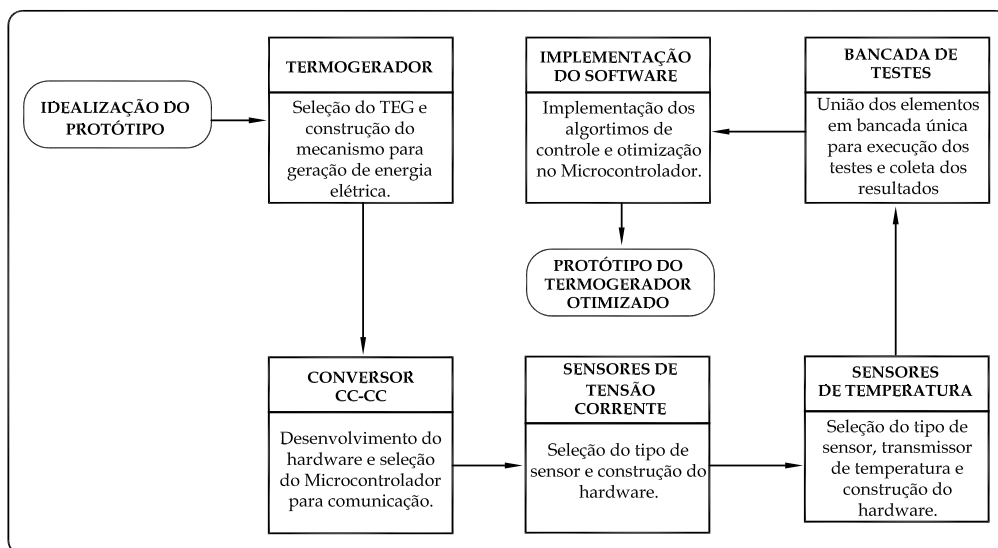 IDEALIZAÇÃO DO
PROTÓTIPO
TERMOGERADOR
Seleção do TEG e
construção do
mecanismo para
geração de energia
elétrica.
CONVERSOR
CC-CC
Desenvolvimento do
hardware e seleção
do Microcontrolador
para comunicação.
SENSORES DE
TENSÃO
CORRENTE
Seleção do tipo de
sensor e construção do
hardware.
SENSORES
DE TEMPERATURA
Seleção do tipo de
sensor, transmissor
de temperatura e
construção do
hardware.
BANCADA DE
TESTES
União dos elementos
em bancada única
para execução dos
testes e coleta dos
resultados
IMPLEMENTAÇÃO
DO SOFTWARE
Implementação dos
algortimos de
controle e otimização
no Microcontrolador.
PROTÓTIPO DO
TERMOGERADOR
OTIMIZADO